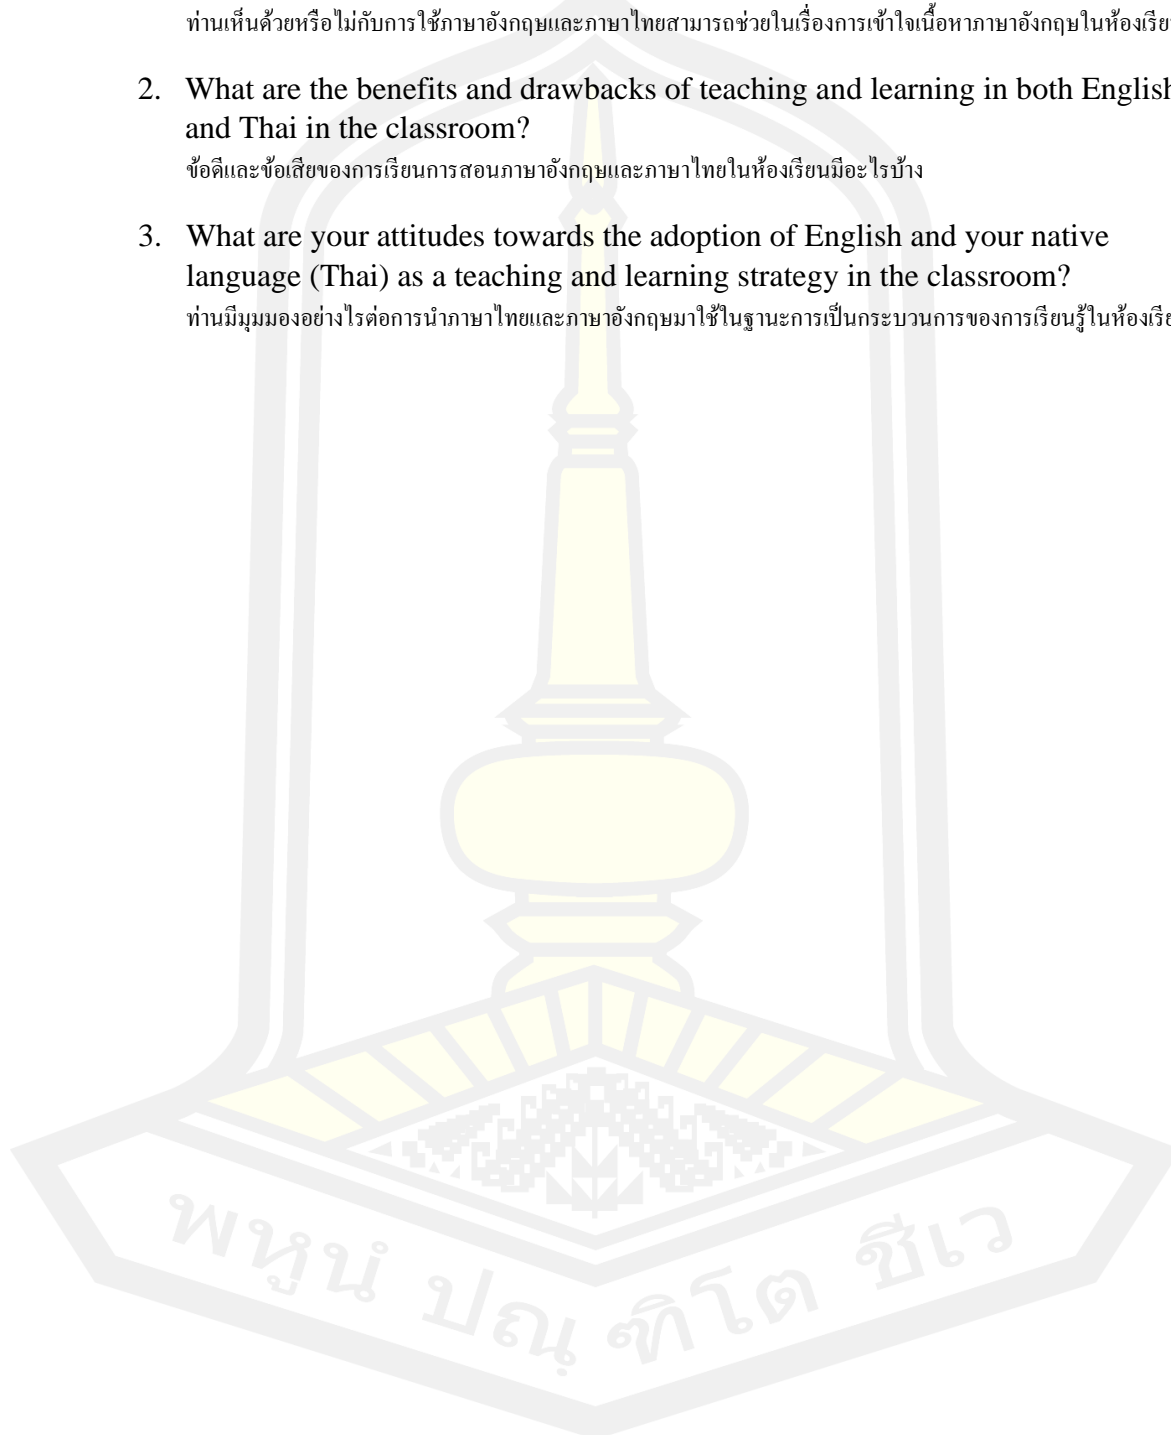 ท่านเห็นด้วยหรือไม่กับการใช้ภาษาอังกฤษและภาษาไทยสามารถช่วยในเรื่องการเข้าใจเนื้อหาภาษาอังกฤษในห้องเรีย
2. What are the benefits and drawbacks of teaching and learning in both English
and Thai in the classroom?
ข้อดีและข้อเสียของการเรียนการสอนภาษาอังกฤษและภาษาไทยในห้องเรียนมีอะไรบ้าง
3. What are your attitudes towards the adoption of English and your native
language (Thai) as a teaching and learning strategy in the classroom?
ท่านมีมุมมองอย่างไรต่อการนำภาษาไทยและภาษาอังกฤษมาใช้ในฐานะการเป็นกระบวนการของการเรียนรู้ในห้องเรีย
พหูนํ ปณฺฑิโต ชีเว